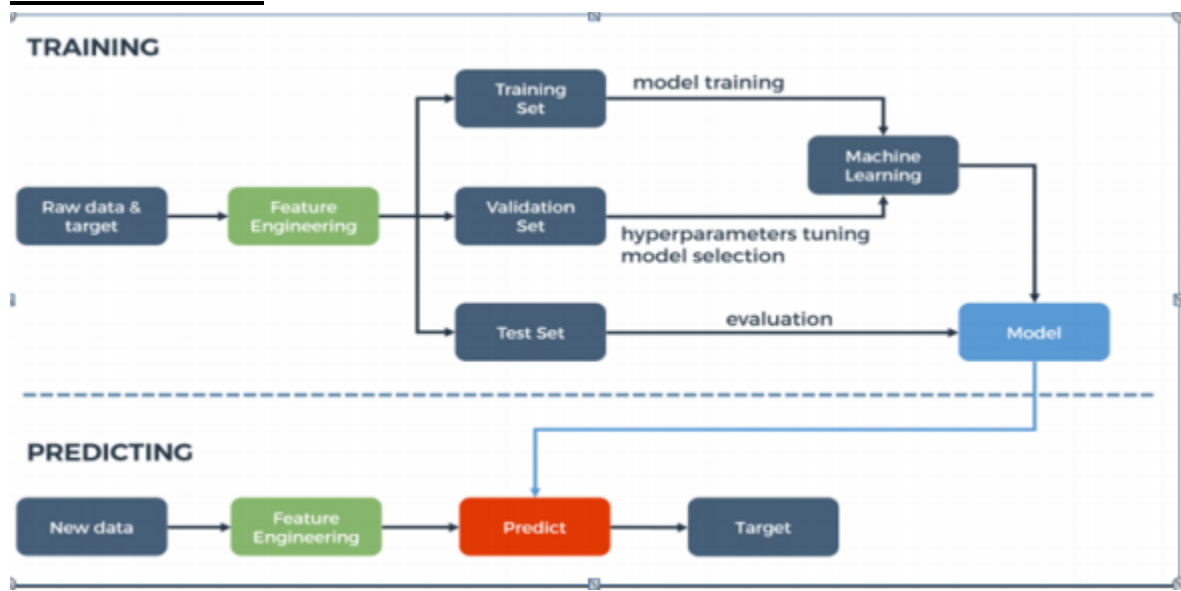 TRAINING
Training
Set
model training
Machine
Learning
Raw data &
target
Feature
Engineering
Validation
Set
hyperparameters tuning
model selection
Test Set
evaluation
Model
PREDICTING
New data
Feature
Engineering
Predict
Target